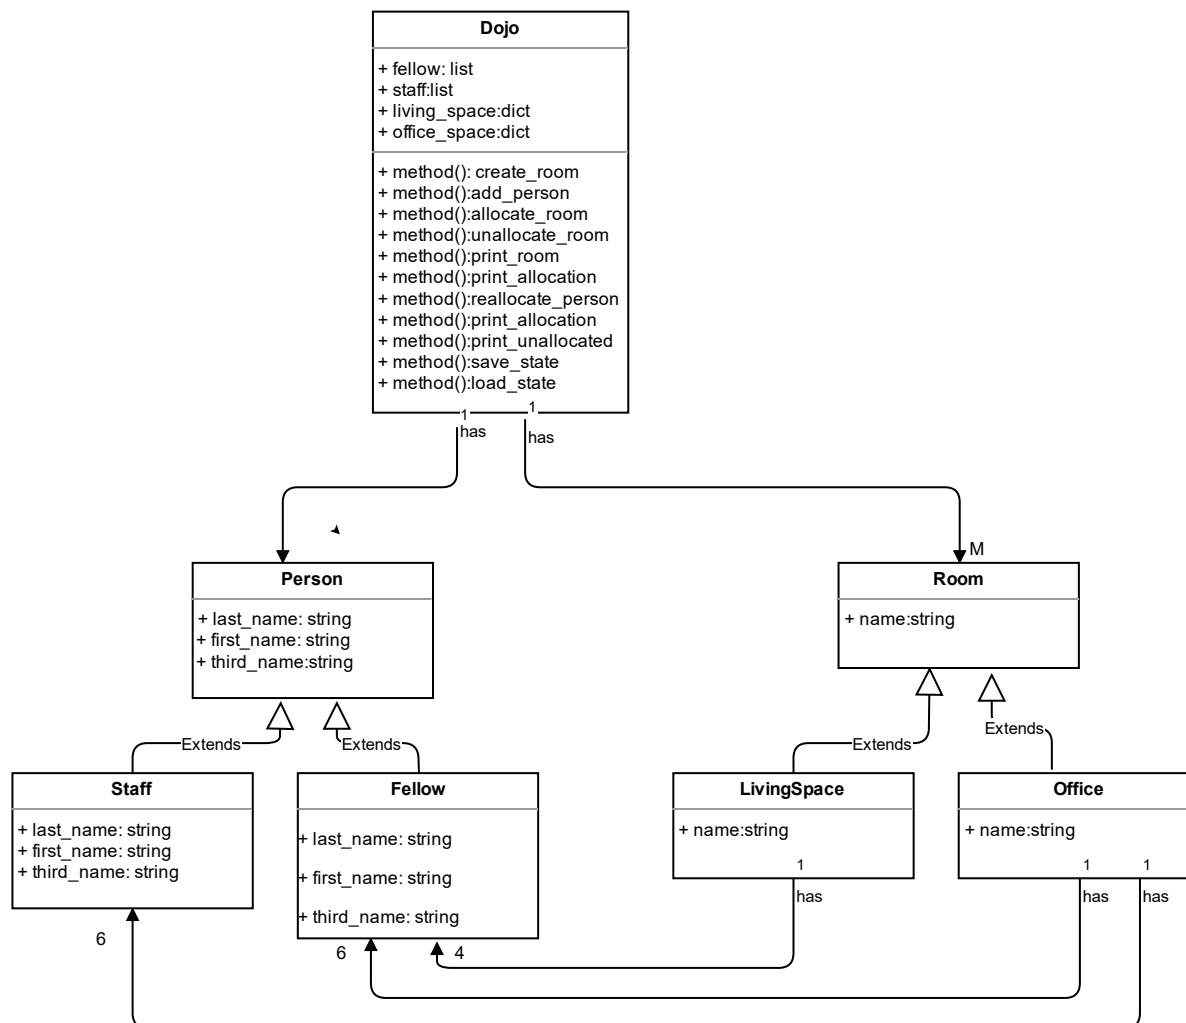 Dojo
+ fellow: list
+ staff:list
+ living_space:dict
+ office_space:dict
+ method(): create_room
+ method():add_person
+ method():allocate_room
+ method():unallocate_room
+ method():print_room
+ method():print_allocation
+ method():reallocate_person
+ method():print_allocation
+ method():print_unallocated
+ method():save_state
+ method():load_state
1
1
has
has
M
Person
+ last_name: string
+ first_name: string
+ third_name:string
Room
+ name:string
Extends
Extends
Extends
Extends
Staff
+ last_name: string
+ first_name: string
+ third_name: string
Fellow
+ last_name: string
+ first_name: string
+ third_name: string
LivingSpace
+ name:string
1
has
Office
+ name:string
1
1
has
has
6
6
4